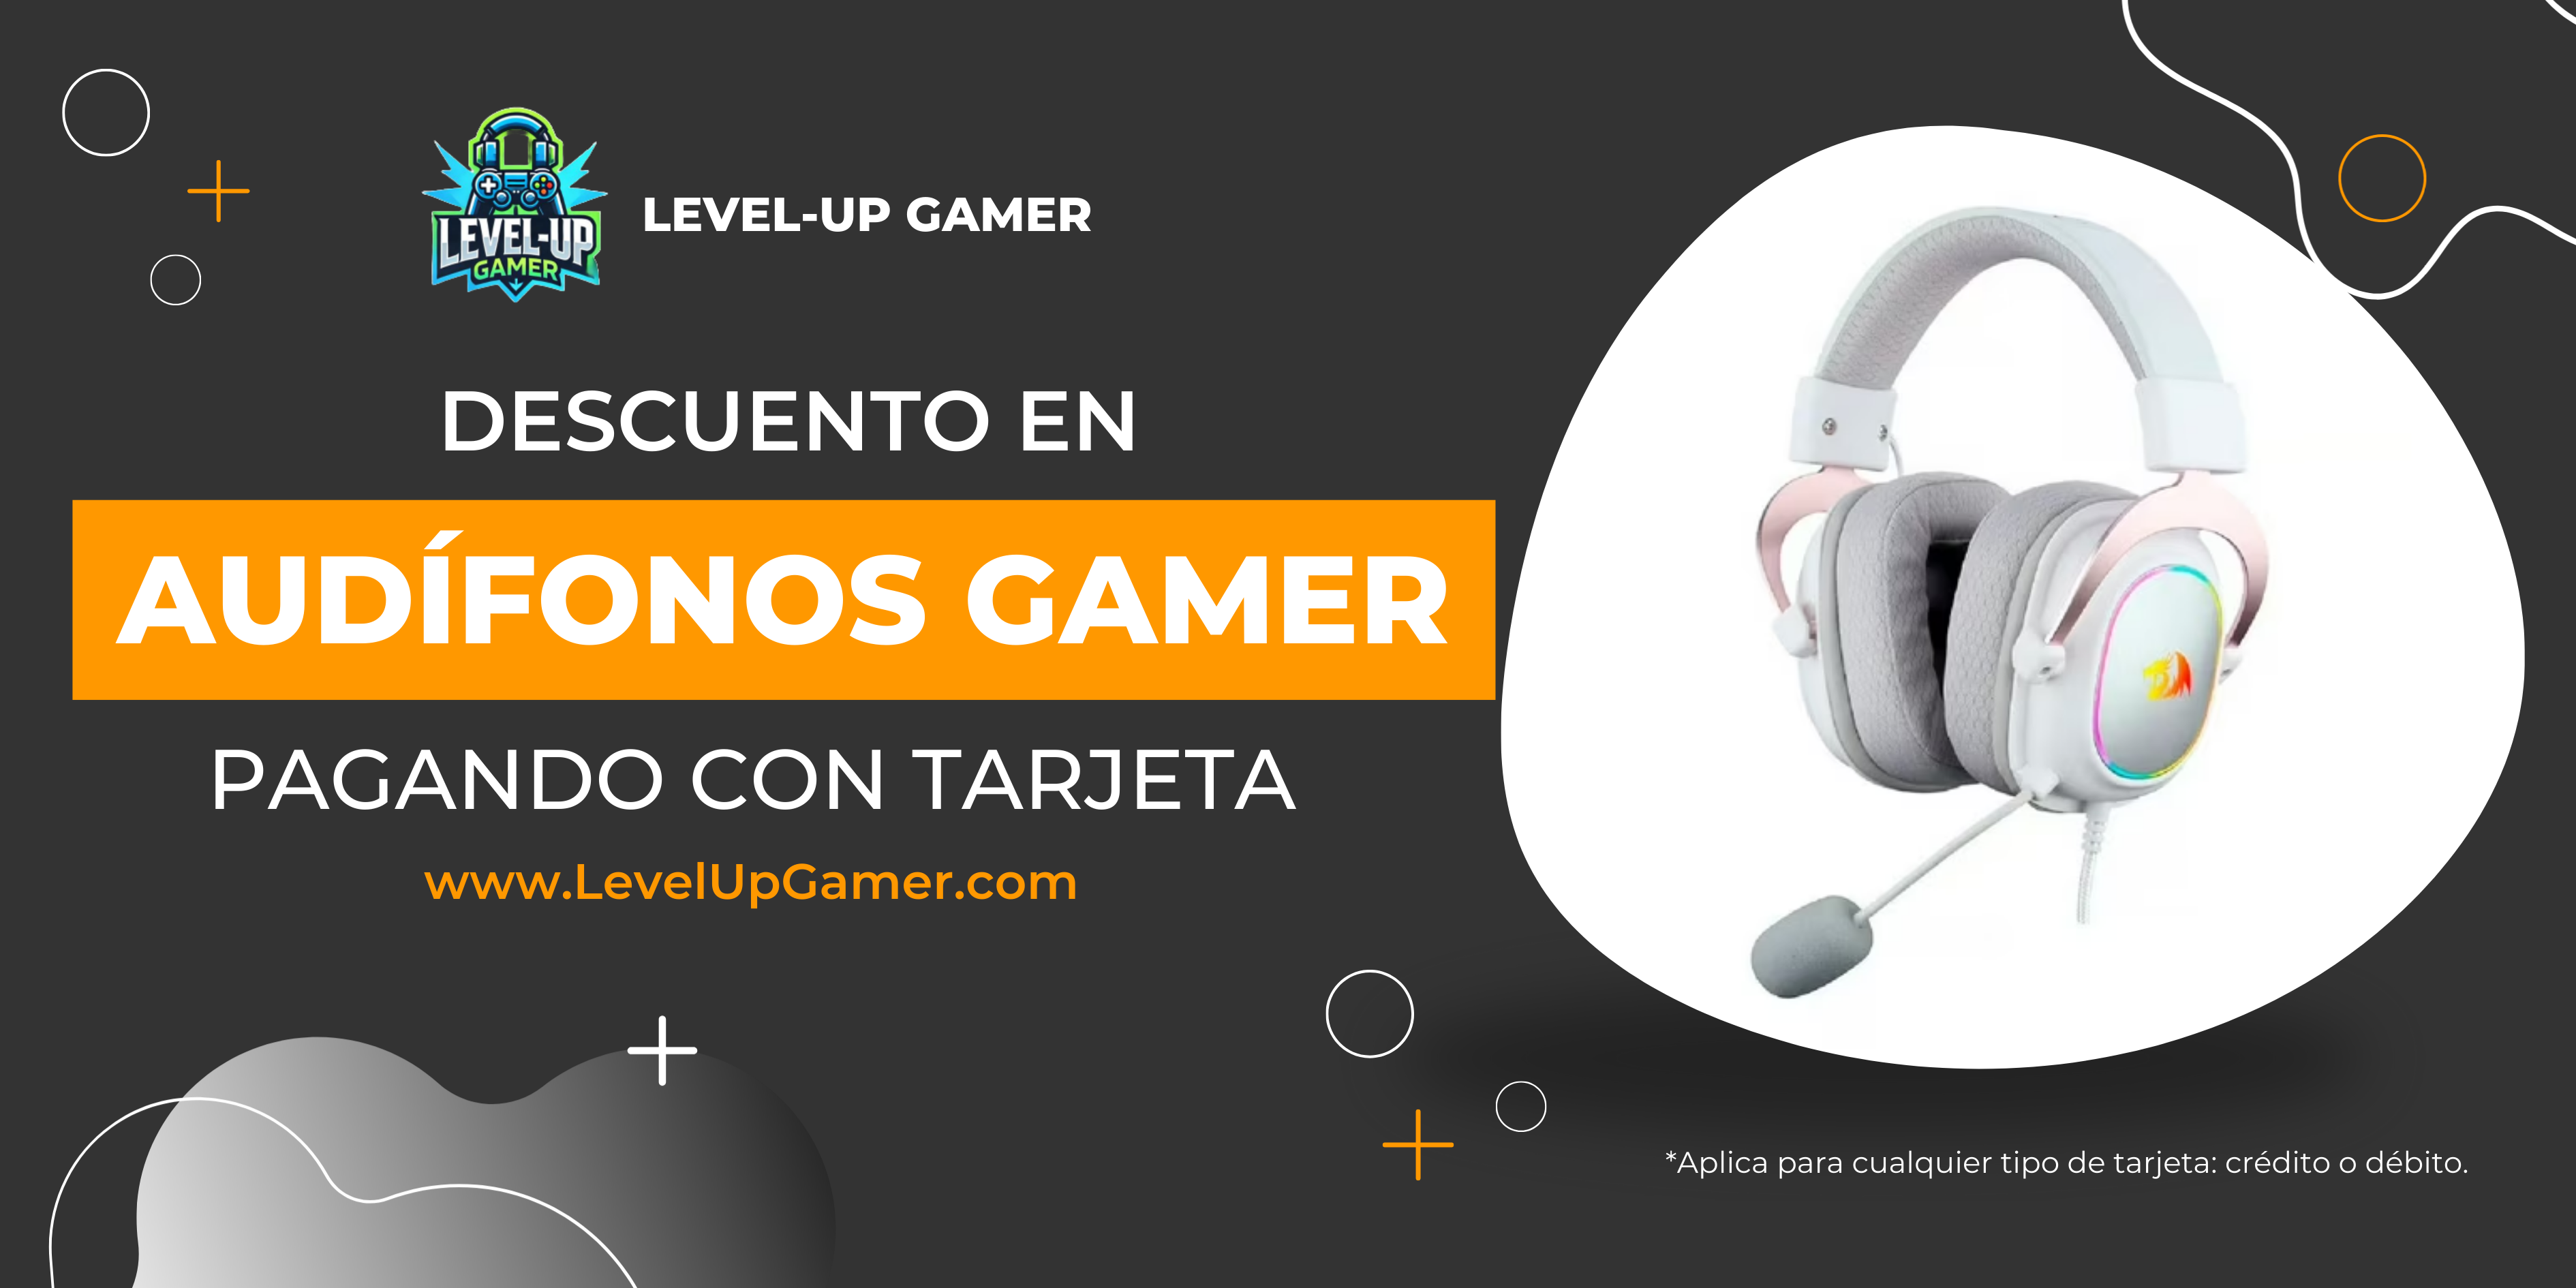 LEVEL-UP
GAMER
LEVEL-UP GAMER
DESCUENTO EN
AUDÍFONOS GAMER
PAGANDO CON TARJETA
www.LevelUpGamer.com
*Aplica para cualquier tipo de tarjeta: crédito o débito.